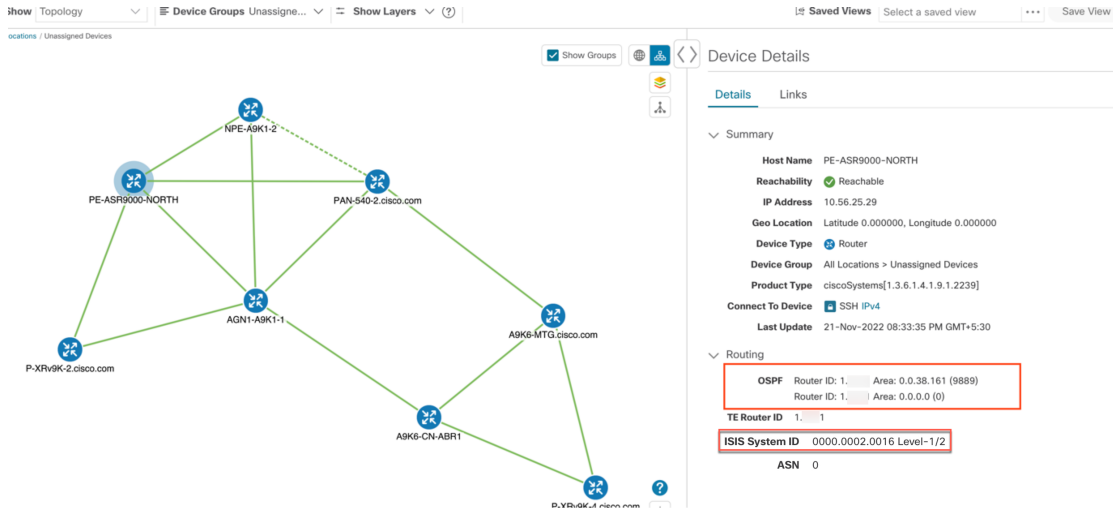 Show Topology Device Groups Unassigne... Show Layers Saved Views Select a saved view ... Save View
ocations / Unassigned Devices
Show Groups
NPE-A9K1-2
PE-ASR9000-NORTH
PAN-540-2.cisco.com
AGN1-A9K1-1
A9K6-MTG.cisco.com
P-XRv9K-2.cisco.com
A9K6-CN-ABR1
P-XRv9K-4.cisco.com
?
Device Details
Details Links
Summary
Host Name PE-ASR9000-NORTH
Reachability Reachable
IP Address 10.56.25.29
Geo Location Latitude 0.000000, Longitude 0.000000
Device Type Router
Device Group All Locations > Unassigned Devices
Product Type ciscoSystems[1.3.6.1.4.1.9.1.2239]
Connect To Device SSH IPv4
Last Update 21-Nov-2022 08:33:35 PM GMT+5:30
Routing
OSPF Router ID: 1. Area: 0.0.38.161 (9889)
Router ID: 1. Area: 0.0.0.0 (0)
TE Router ID 1. 1
ISIS System ID 0000.0002.0016 Level-1/2
ASN 0